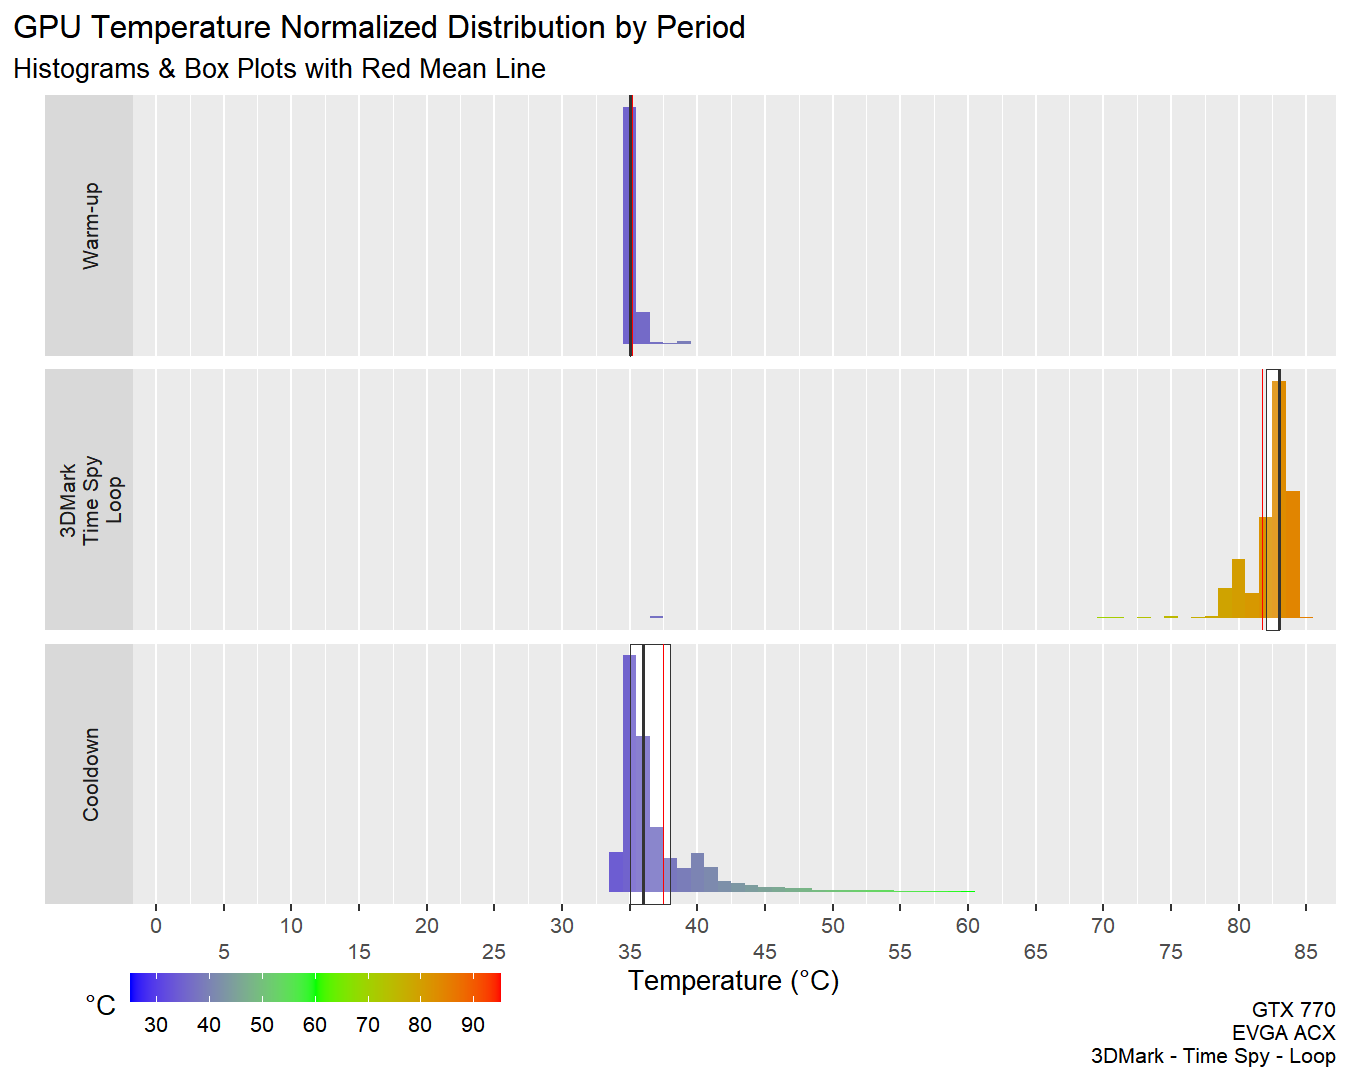 GPU Temperature Normalized Distribution by Period
Histograms & Box Plots with Red Mean Line
Warm-up
3DMark
Time Spy
Loop
Cooldown
0 10 20 30 40 50 60 70 80
5 15 25 35 45 55 65 75 85
Temperature (°C)
°C
30 40 50 60 70 80 90
GTX 770
EVGA ACX
3DMark - Time Spy - Loop